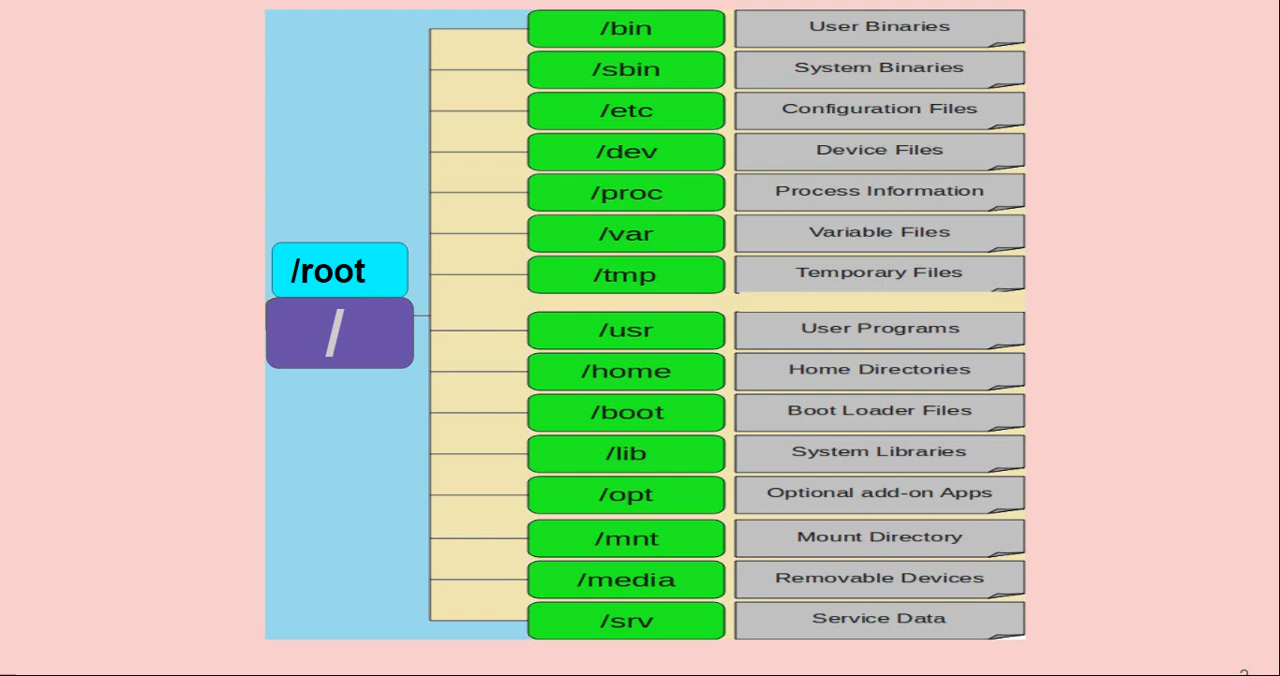 /bin User Binaries
/sbin System Binaries
/etc Configuration Files
/dev Device Files
/proc Process Information
/var Variable Files
/root
/tmp Temporary Files
/
/usr User Programs
/home Home Directories
/boot Boot Loader Files
/lib System Libraries
/opt Optional add-on Apps
/mnt Mount Directory
/media Removable Devices
/srv Service Data